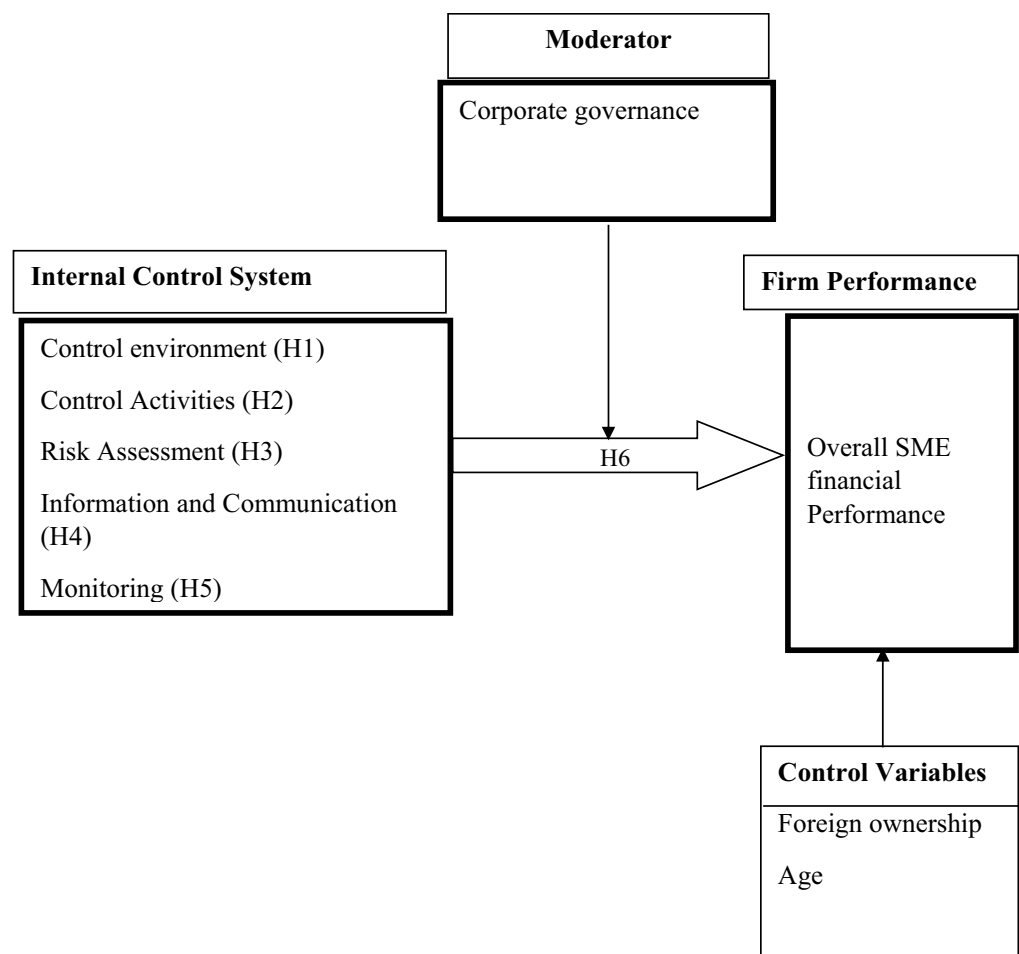 Moderator
Corporate governance
Internal Control System
Control environment (H1)
Control Activities (H2)
Risk Assessment (H3)
Information and Communication
(H4)
Monitoring (H5)
H6
Firm Performance
Overall SME
financial
Performance
Control Variables
Foreign ownership
Age